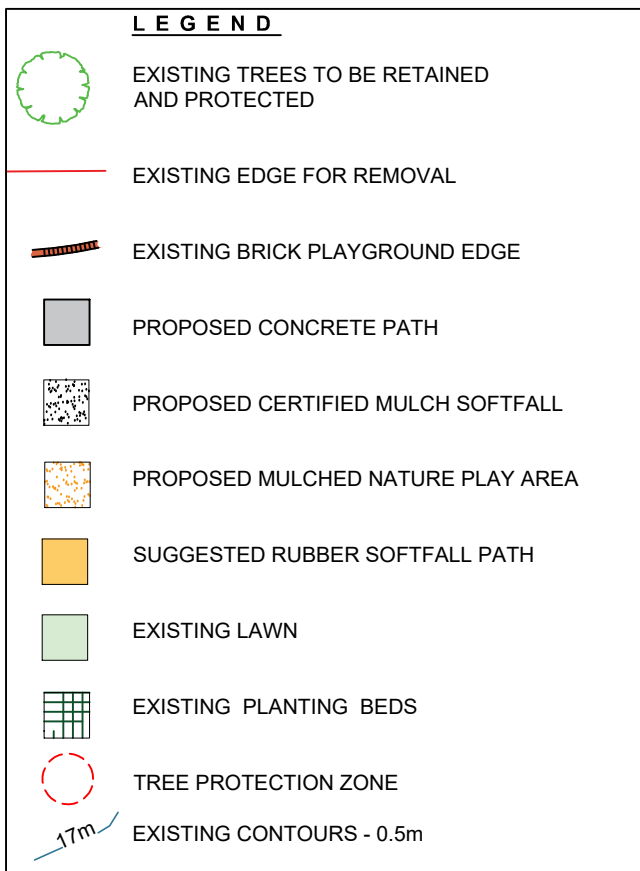 LEGEND
EXISTING TREES TO BE RETAINED
AND PROTECTED
EXISTING EDGE FOR REMOVAL
EXISTING BRICK PLAYGROUND EDGE
PROPOSED CONCRETE PATH
PROPOSED CERTIFIED MULCH SOFTFALL
PROPOSED MULCHED NATURE PLAY AREA
SUGGESTED RUBBER SOFTFALL PATH
EXISTING LAWN
EXISTING PLANTING BEDS
TREE PROTECTION ZONE
17m
EXISTING CONTOURS - 0.5m